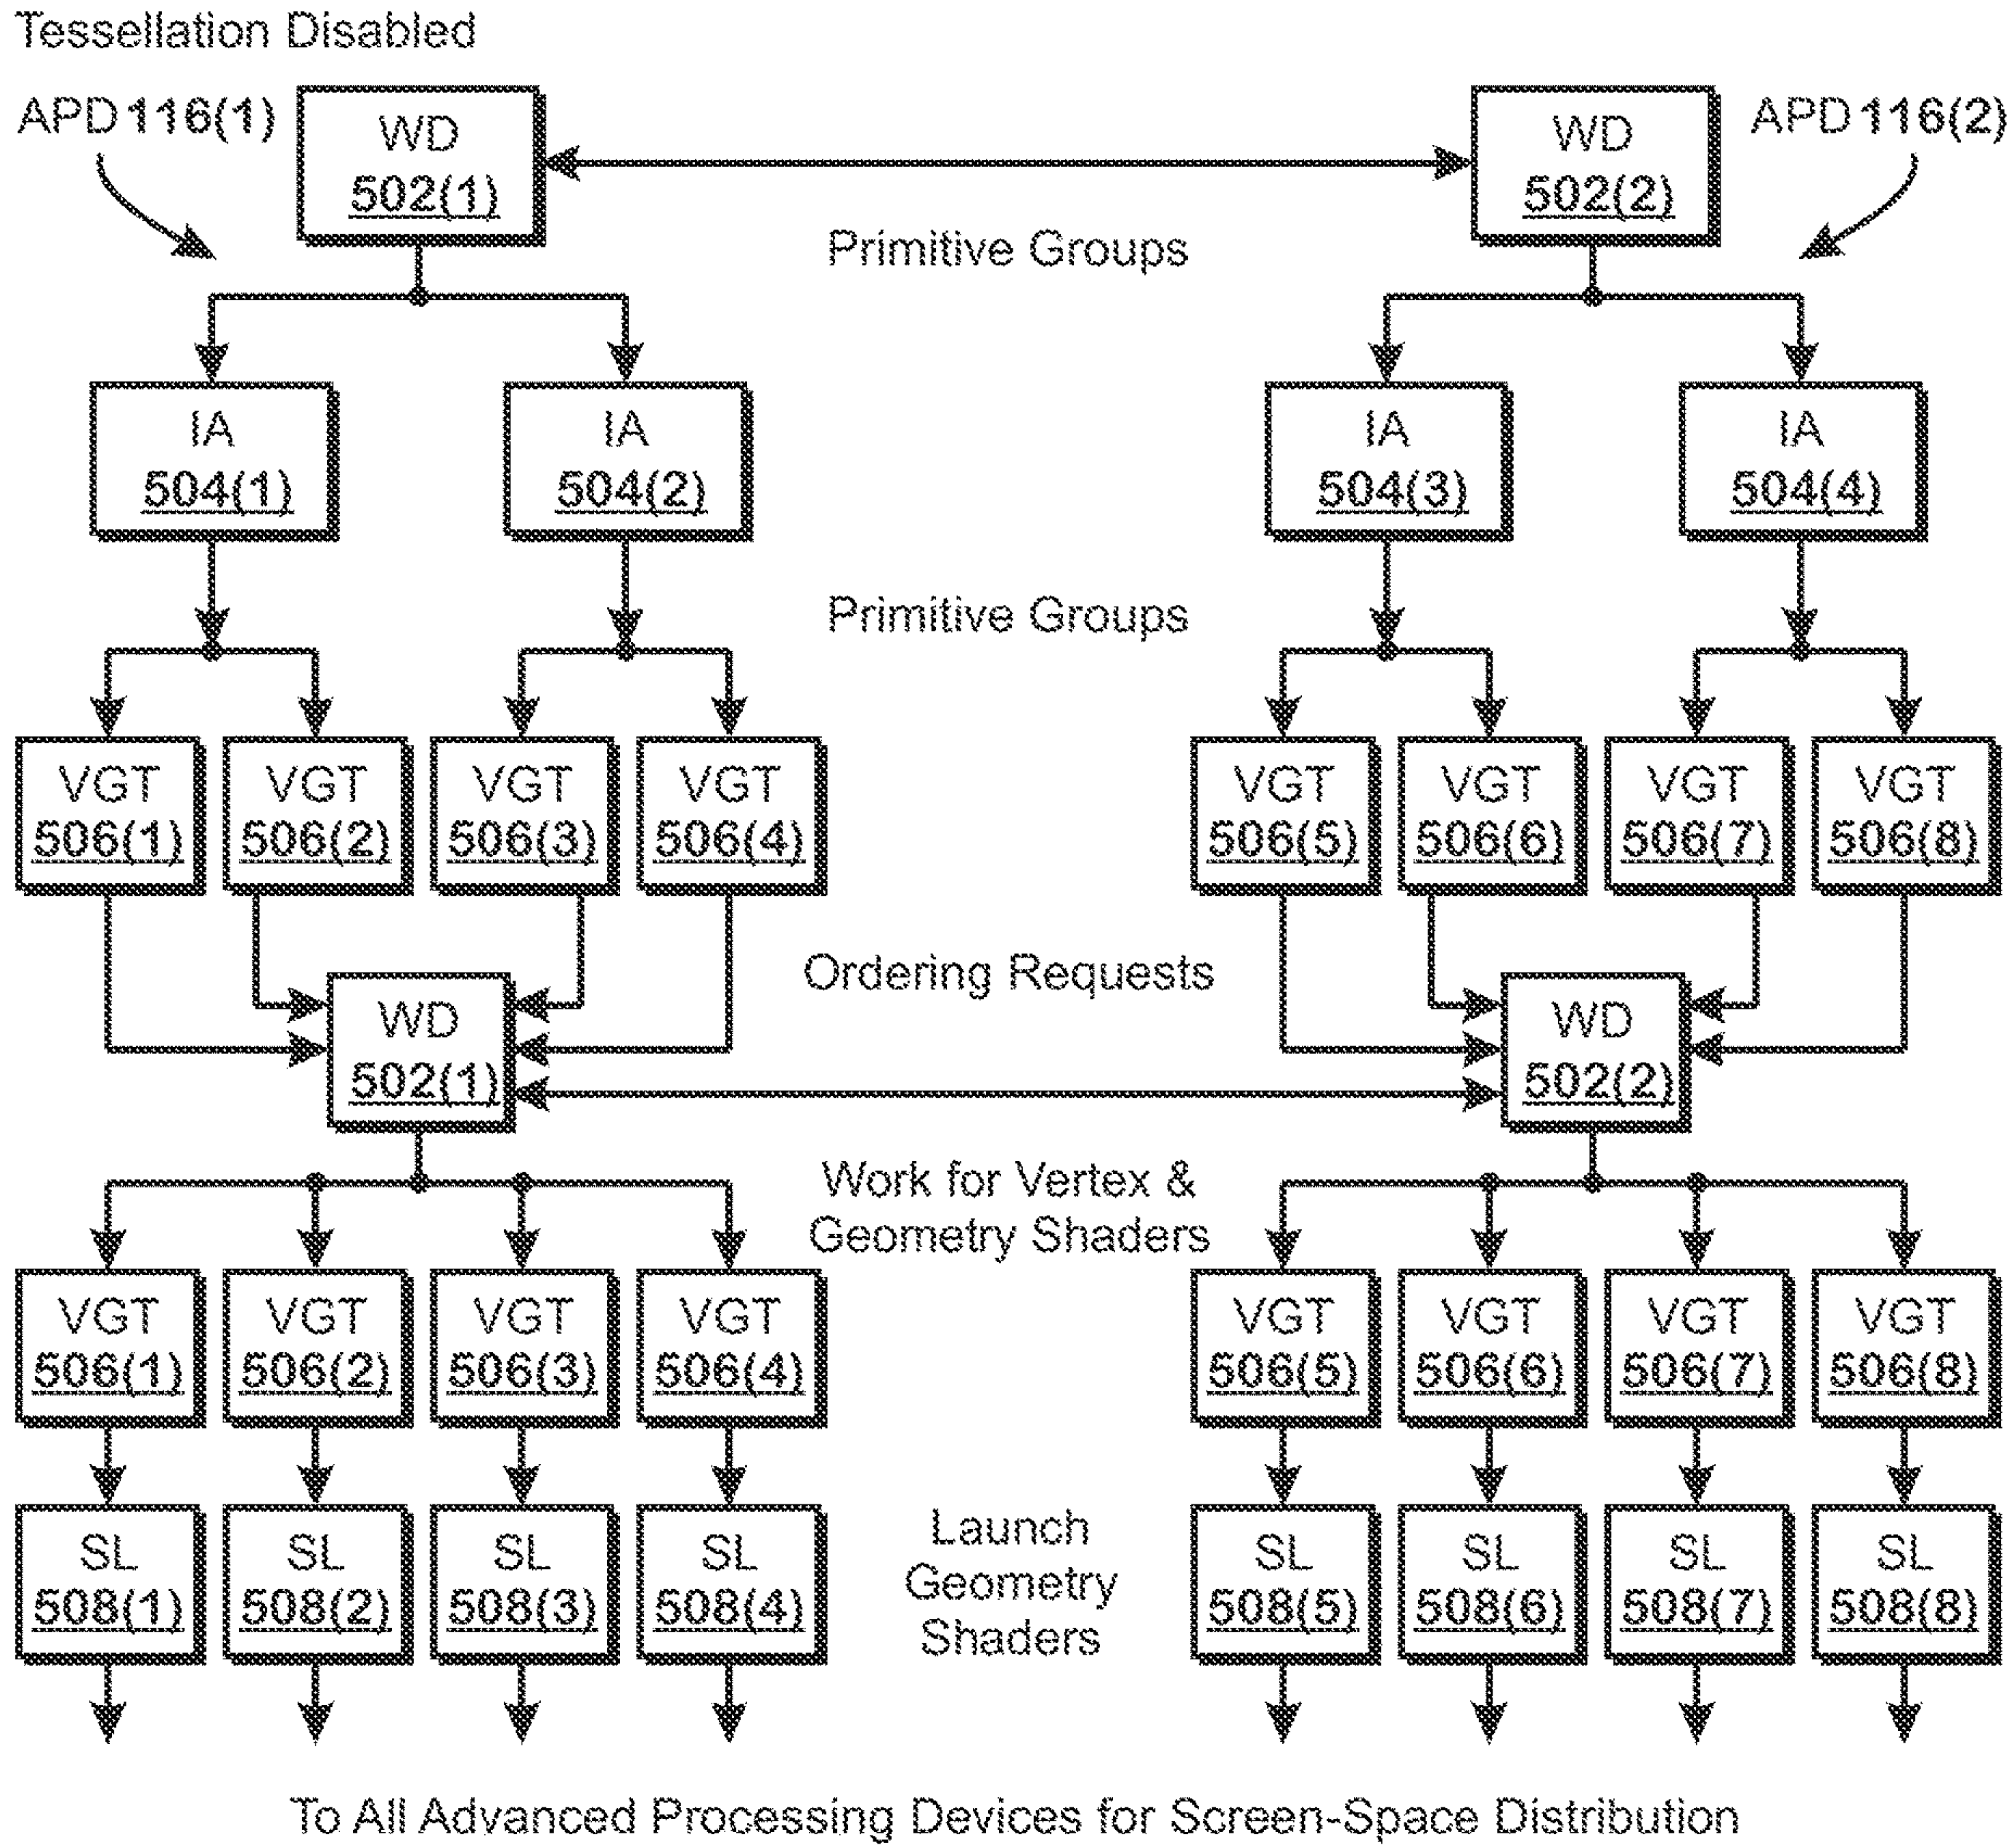 Tessellation Disabled
APD 116(1)
WD
502(1)
WD
502(2)
APD 116(2)
Primitive Groups
IA
504(1)
IA
504(2)
IA
504(3)
IA
504(4)
Primitive Groups
VGT
506(1)
VGT
506(2)
VGT
506(3)
VGT
506(4)
VGT
506(5)
VGT
506(6)
VGT
506(7)
VGT
506(8)
Ordering Requests
WD
502(1)
WD
502(2)
Work for Vertex &
Geometry Shaders
VGT
506(1)
VGT
506(2)
VGT
506(3)
VGT
506(4)
VGT
506(5)
VGT
506(6)
VGT
506(7)
VGT
506(8)
SL
508(1)
SL
508(2)
SL
508(3)
SL
508(4)
Launch
Geometry
Shaders
SL
508(5)
SL
508(6)
SL
508(7)
SL
508(8)
To All Advanced Processing Devices for Screen-Space Distribution